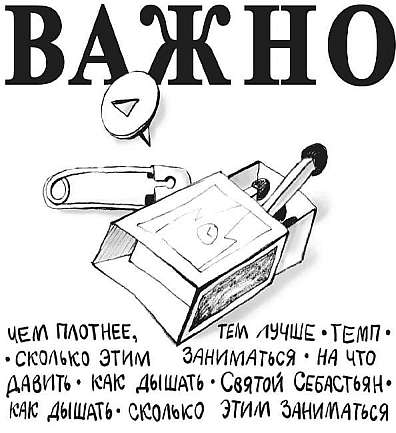 ВАЖНО
ЧЕМ ПЛОТНЕЕ, ТЕМ ЛУЧШЕ • ТЕМП •
• СКОЛЬКО ЭТИМ ЗАНИМАТЬСЯ • НА ЧТО
ДАВИТЬ • КАК ДЫШАТЬ • СВЯТОЙ СЕБАСТЬЯН •
КАК ДЫШАТЬ • СКОЛЬКО ЭТИМ ЗАНИМАТЬСЯ